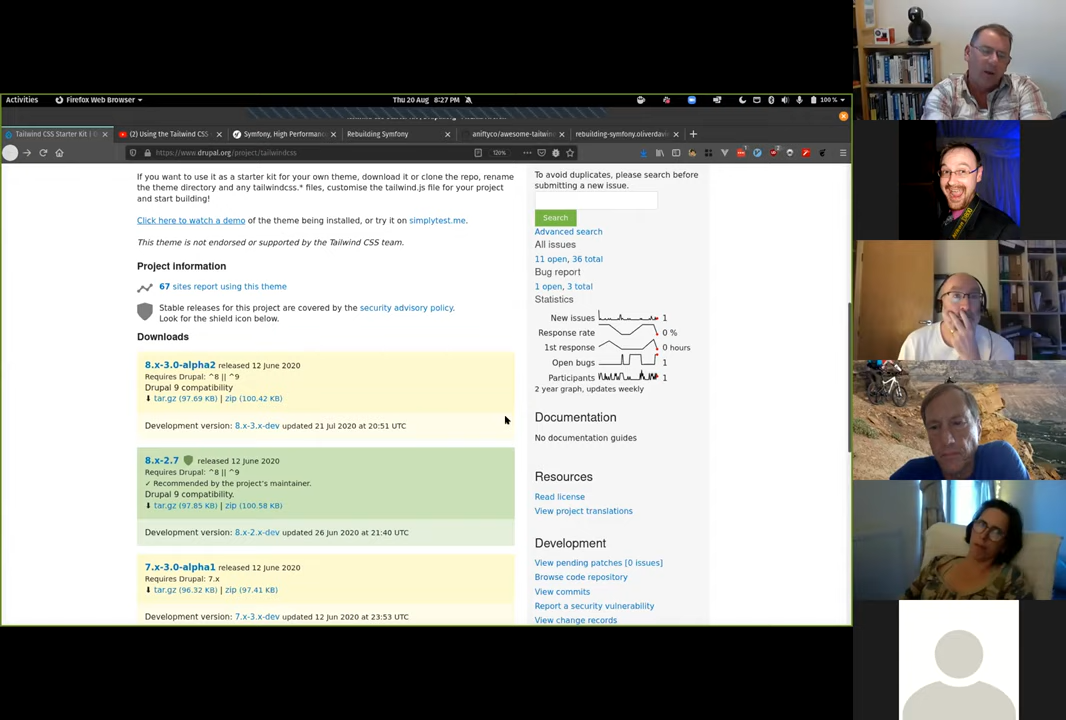 Activities
Firefox Web Browser
Thu 20 Aug 8:27 PM
100 %
Tailwind CSS Starter Kit |
(2) Using the Tailwind CSS
Symfony, High Performanc
Rebuilding Symfony
aniftyco/awesome-tailwin
rebuilding-symfony.oliverdavi
https://www.drupal.org/project/tailwindcss
120%
If you want to use it as a starter kit for your own theme, download it or clone the repo, rename
the theme directory and any tailwindcss.* files, customise the tailwind.js file for your project
and start building!
Click here to watch a demo of the theme being installed, or try it on simplytest.me.
This theme is not endorsed or supported by the Tailwind CSS team.
Project information
67 sites report using this theme
Stable releases for this project are covered by the security advisory policy.
Look for the shield icon below.
Downloads
8.x-3.0-alpha2 released 12 June 2020
Requires Drupal: ^8 || ^9
Drupal 9 compatibility
tar.gz (97.69 KB) | zip (100.42 KB)
Development version: 8.x-3.x-dev updated 21 Jul 2020 at 20:51 UTC
8.x-2.7 released 12 June 2020
Requires Drupal: ^8 || ^9
✓ Recommended by the project's maintainer.
Drupal 9 compatibility.
tar.gz (97.85 KB) | zip (100.58 KB)
Development version: 8.x-2.x-dev updated 26 Jun 2020 at 21:40 UTC
7.x-3.0-alpha1 released 12 June 2020
Requires Drupal: 7.x
tar.gz (96.32 KB) | zip (97.41 KB)
Development version: 7.x-3.x-dev updated 12 Jun 2020 at 23:53 UTC
To avoid duplicates, please search before
submitting a new issue.
Search
Advanced search
All issues
11 open, 36 total
Bug report
1 open, 3 total
Statistics
New issues 1
Response rate 0 %
1st response 0 hours
Open bugs 1
Participants 1
2 year graph, updates weekly
Documentation
No documentation guides
Resources
Read license
View project translations
Development
View pending patches [0 issues]
Browse code repository
View commits
Report a security vulnerability
View change records